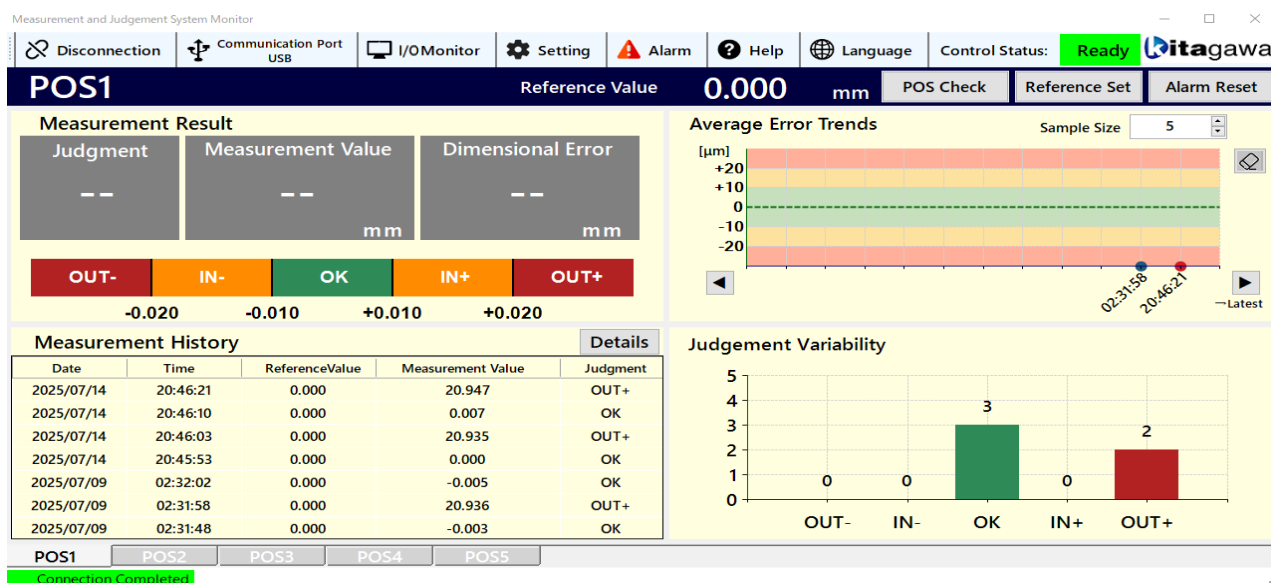 Measurement and Judgement System Monitor
Disconnection
Communication Port
USB
I/OMonitor
Setting
Alarm
Help
Language
Control Status:
Ready
Kitagawa
POS1
Reference Value
0.000
mm
POS Check
Reference Set
Alarm Reset
Measurement Result
Judgment
Measurement Value
Dimensional Error
--
--
--
mm
mm
OUT-
IN-
OK
IN+
OUT+
-0.020
-0.010
+0.010
+0.020
Average Error Trends
Sample Size
5
[μm]
+20
+10
0
-10
-20
02:31:58
20:46:21
Latest
Measurement History
Details
Date Time ReferenceValue Measurement Value Judgment
2025/07/14 20:46:21 0.000 20.947 OUT+
2025/07/14 20:46:10 0.000 0.007 OK
2025/07/14 20:46:03 0.000 20.935 OUT+
2025/07/14 20:45:53 0.000 0.000 OK
2025/07/09 02:32:02 0.000 -0.005 OK
2025/07/09 02:31:58 0.000 20.936 OUT+
2025/07/09 02:31:48 0.000 -0.003 OK
Judgement Variability
5
4
3
2
1
0
0
0
3
0
2
OUT-
IN-
OK
IN+
OUT+
POS1
POS2
POS3
POS4
POS5
Connection Completed